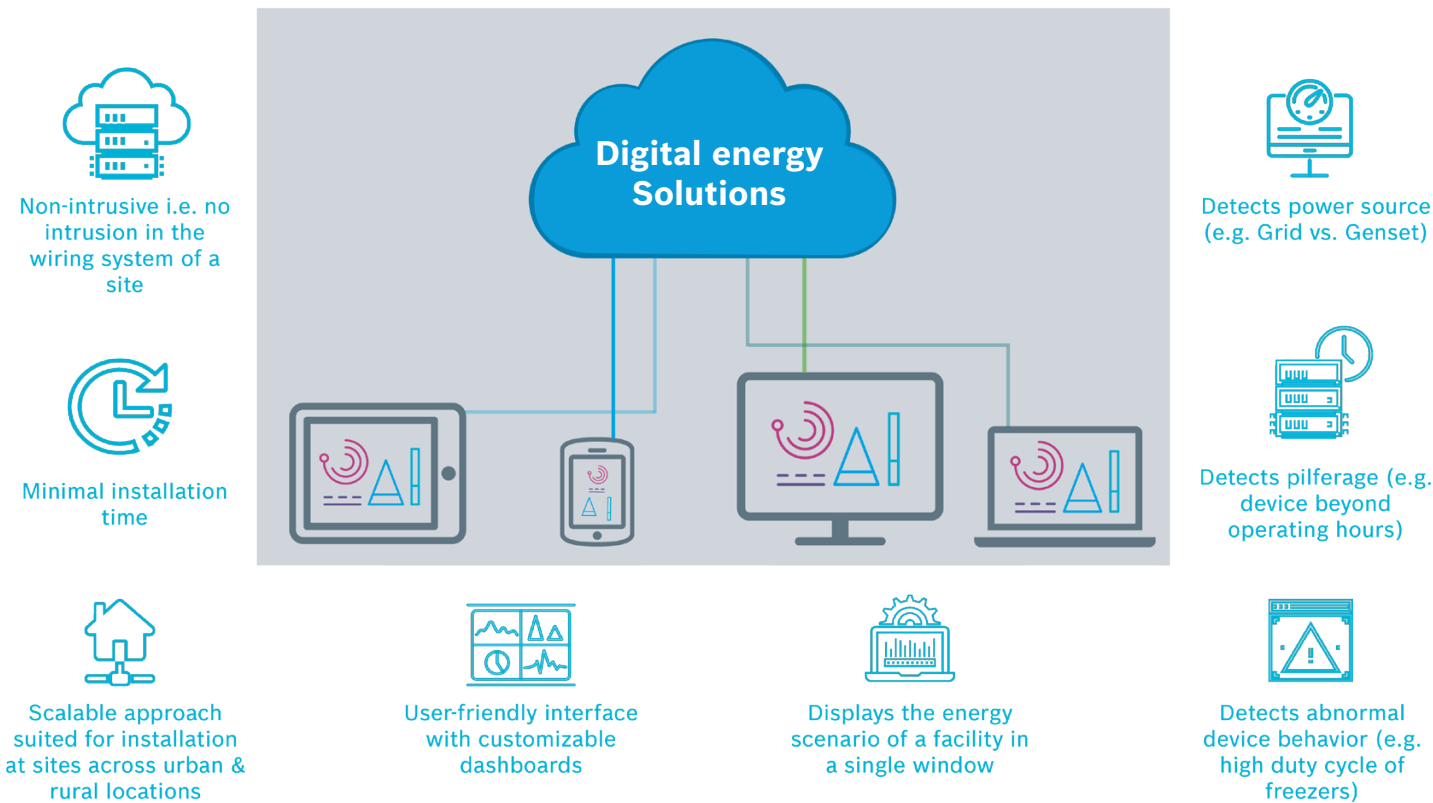 Digital energy
Solutions
Non-intrusive i.e. no
intrusion in the
wiring system of a
site
Detects power source
(e.g. Grid vs. Genset)
Minimal installation
time
Detects pilferage (e.g.
device beyond
operating hours)
Scalable approach
suited for installation
at sites across urban &
rural locations
User-friendly interface
with customizable
dashboards
Displays the energy
scenario of a facility in
a single window
Detects abnormal
device behavior (e.g.
high duty cycle of
freezers)